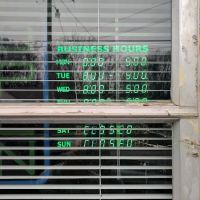 BUSINESS HOURS
MON 8:00 - 5:00
TUE 8:00 - 5:00
WED 8:00 - 5:00
SAT CLOSED
SUN CLOSED